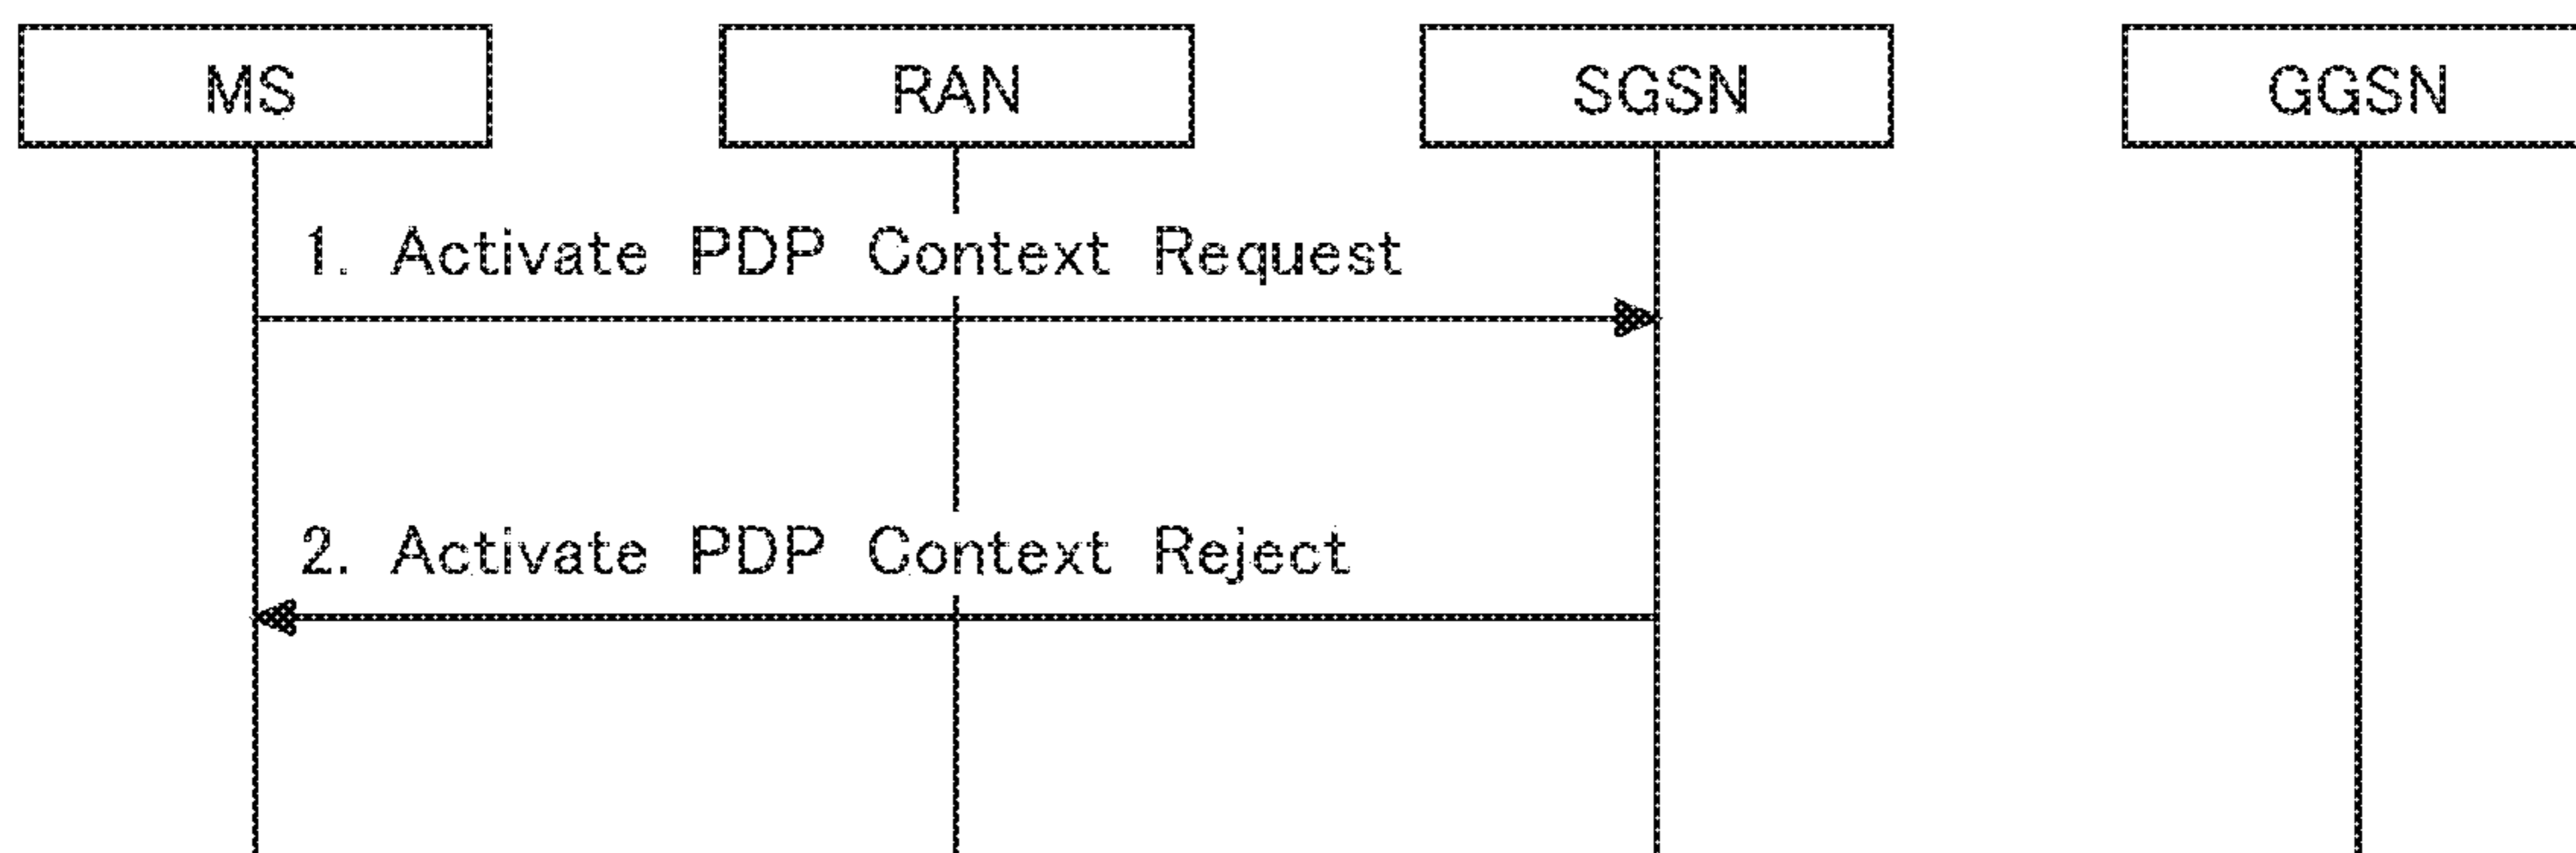 MS RAN SGSN GGSN
1. Activate PDP Context Request
2. Activate PDP Context Reject